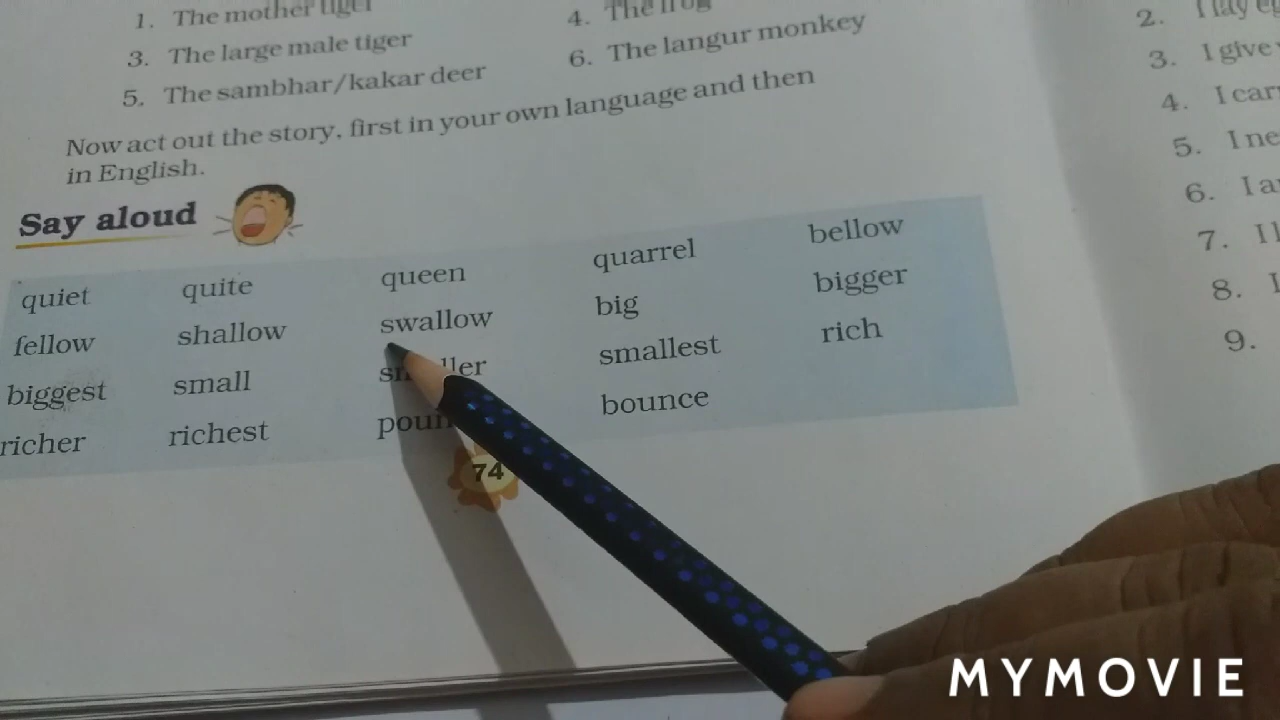 1. The mother tiger
4. The frog
3. The large male tiger
6. The langur monkey
5. The sambhar/kakar deer
Now act out the story, first in your own language and then
in English.
Say aloud
quiet quite queen quarrel bellow
fellow shallow swallow big bigger
biggest small smallest rich
richer richest bounce
74
2. I lay
3. I give
4. I
5. I
6. I
7. I
8. I
9.
MYMOVIE